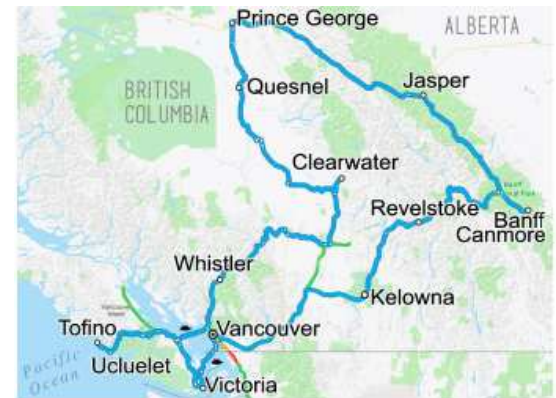 Prince George
ALBERTA
BRITISH
COLUMBIA
Quesnel
Jasper
Clearwater
Revelstoke
Banff
Canmore
Whistler
Kelowna
Tofino
Vancouver
Ucluelet
Pacific
Ocean
Victoria